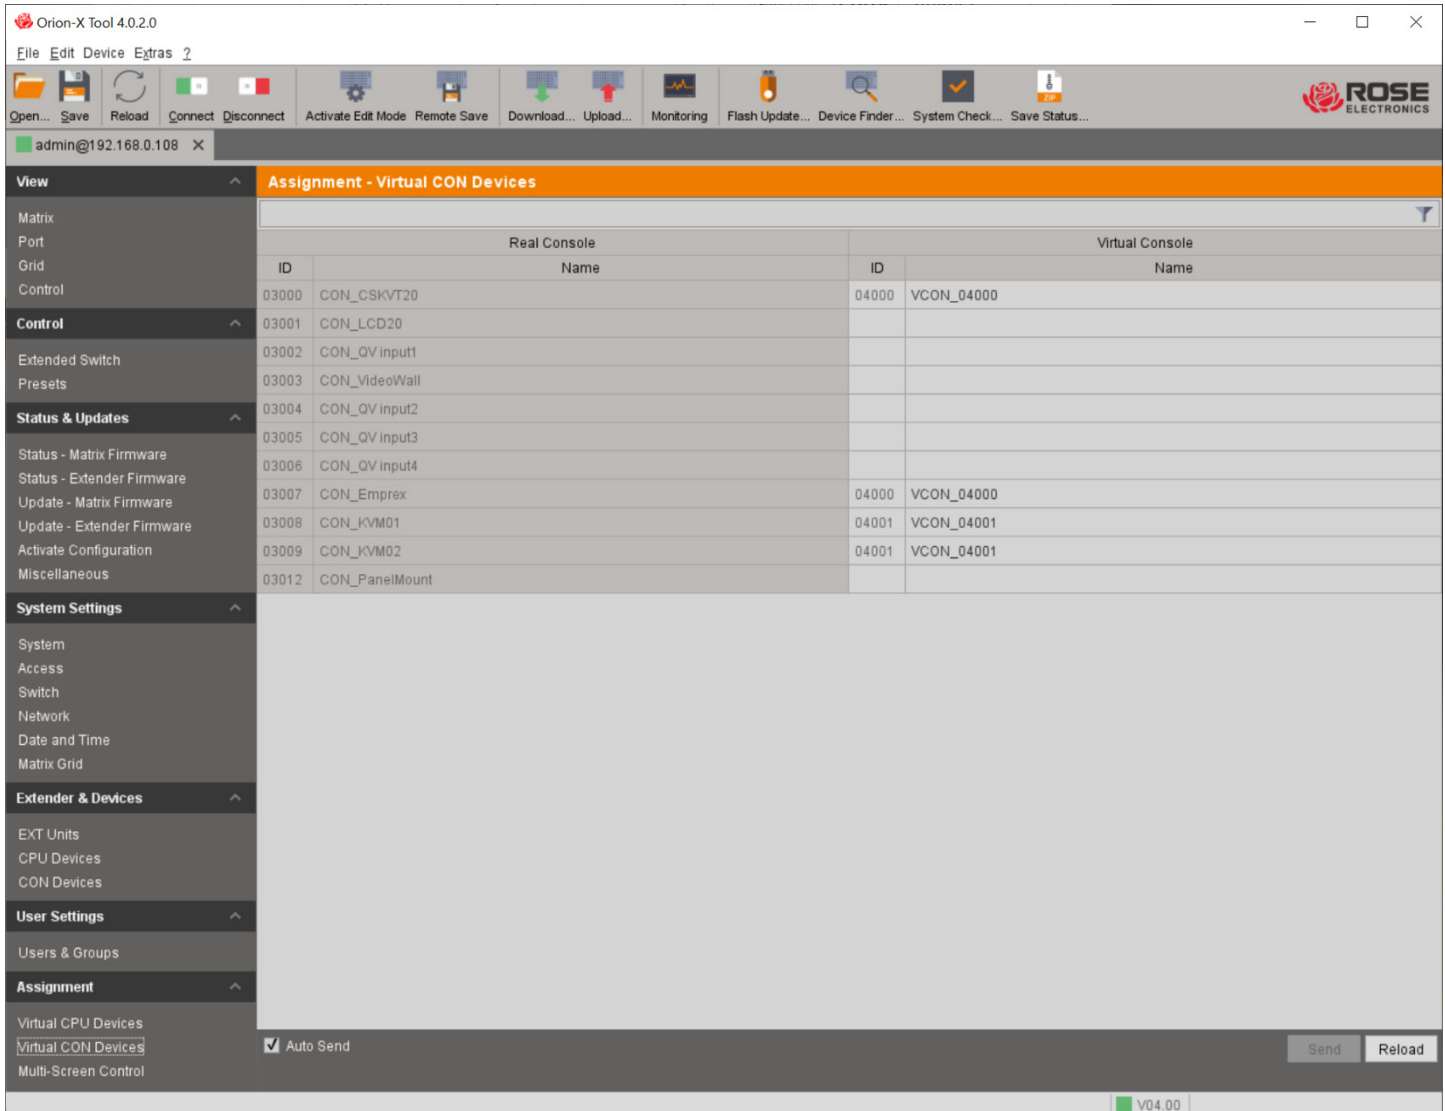 Orion-X Tool 4.0.2.0
File Edit Device Extras ?
Open... Save Reload Connect Disconnect Activate Edit Mode Remote Save Download... Upload... Monitoring Flash Update... Device Finder... System Check... ZIP Save Status... ROSE ELECTRONICS
admin@192.168.0.108
View
Matrix
Port
Grid
Control
Control
Extended Switch
Presets
Status & Updates
Status - Matrix Firmware
Status - Extender Firmware
Update - Matrix Firmware
Update - Extender Firmware
Activate Configuration
Miscellaneous
System Settings
System
Access
Switch
Network
Date and Time
Matrix Grid
Extender & Devices
EXT Units
CPU Devices
CON Devices
User Settings
Users & Groups
Assignment
Virtual CPU Devices
Virtual CON Devices
Multi-Screen Control
Assignment - Virtual CON Devices
Real Console Virtual Console
ID Name ID Name
03000 CON_CSKVT20 04000 VCON_04000
03001 CON_LCD20
03002 CON_QV input1
03003 CON_VideoWall
03004 CON_QV input2
03005 CON_QV input3
03006 CON_QV input4
03007 CON_Emprex 04000 VCON_04000
03008 CON_KVM01 04001 VCON_04001
03009 CON_KVM02 04001 VCON_04001
03012 CON_PanelMount
Auto Send Send Reload
V04.00